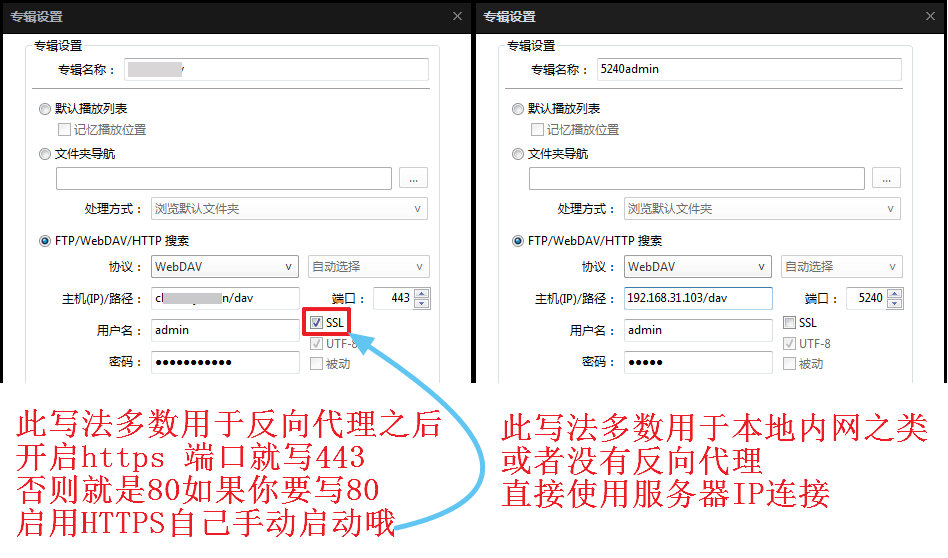 专辑设置
专辑设置
专辑名称：
默认播放列表
记忆播放位置
文件夹导航
...
处理方式： 浏览默认文件夹
FTP/WebDAV/HTTP 搜索
协议： WebDAV 自动选择
主机(IP)/路径： n/dav 端口： 443
用户名： admin SSL
UTF-8
密码： ●●●●●●●●●●● 被动
此写法多数用于反向代理之后
开启https 端口就写443
否则就是80如果你要写80
启用HTTPS自己手动启动哦
专辑设置
专辑设置
专辑名称： 5240admin
默认播放列表
记忆播放位置
文件夹导航
...
处理方式： 浏览默认文件夹
FTP/WebDAV/HTTP 搜索
协议： WebDAV 自动选择
主机(IP)/路径： 192.168.31.103/dav 端口： 5240
用户名： admin SSL
UTF-8
密码： ●●●●● 被动
此写法多数用于本地内网之类
或者没有反向代理
直接使用服务器IP连接